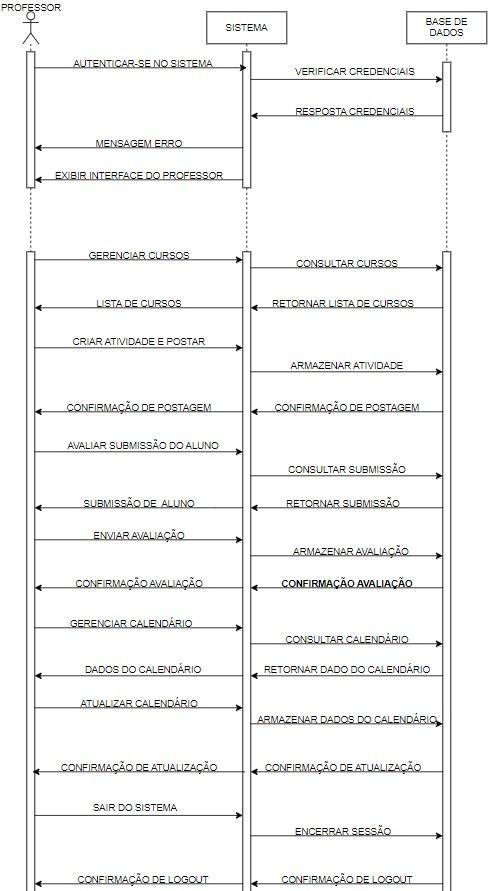 PROFESSOR
SISTEMA
BASE DE
DADOS
AUTENTICAR-SE NO SISTEMA
VERIFICAR CREDENCIAIS
RESPOSTA CREDENCIAIS
MENSAGEM ERRO
EXIBIR INTERFACE DO PROFESSOR
GERENCIAR CURSOS
CONSULTAR CURSOS
LISTA DE CURSOS
RETORNAR LISTA DE CURSOS
CRIAR ATIVIDADE E POSTAR
ARMAZENAR ATIVIDADE
CONFIRMAÇÃO DE POSTAGEM
CONFIRMAÇÃO DE POSTAGEM
AVALIAR SUBMISSÃO DO ALUNO
CONSULTAR SUBMISSÃO
SUBMISSÃO DE ALUNO
RETORNAR SUBMISSÃO
ENVIAR AVALIAÇÃO
ARMAZENAR AVALIAÇÃO
CONFIRMAÇÃO AVALIAÇÃO
CONFIRMAÇÃO AVALIAÇÃO
GERENCIAR CALENDÁRIO
CONSULTAR CALENDÁRIO
DADOS DO CALENDÁRIO
RETORNAR DADO DO CALENDÁRIO
ATUALIZAR CALENDÁRIO
ARMAZENAR DADOS DO CALENDÁRIO
CONFIRMAÇÃO DE ATUALIZAÇÃO
CONFIRMAÇÃO DE ATUALIZAÇÃO
SAIR DO SISTEMA
ENCERRAR SESSÃO
CONFIRMAÇÃO DE LOGOUT
CONFIRMAÇÃO DE LOGOUT